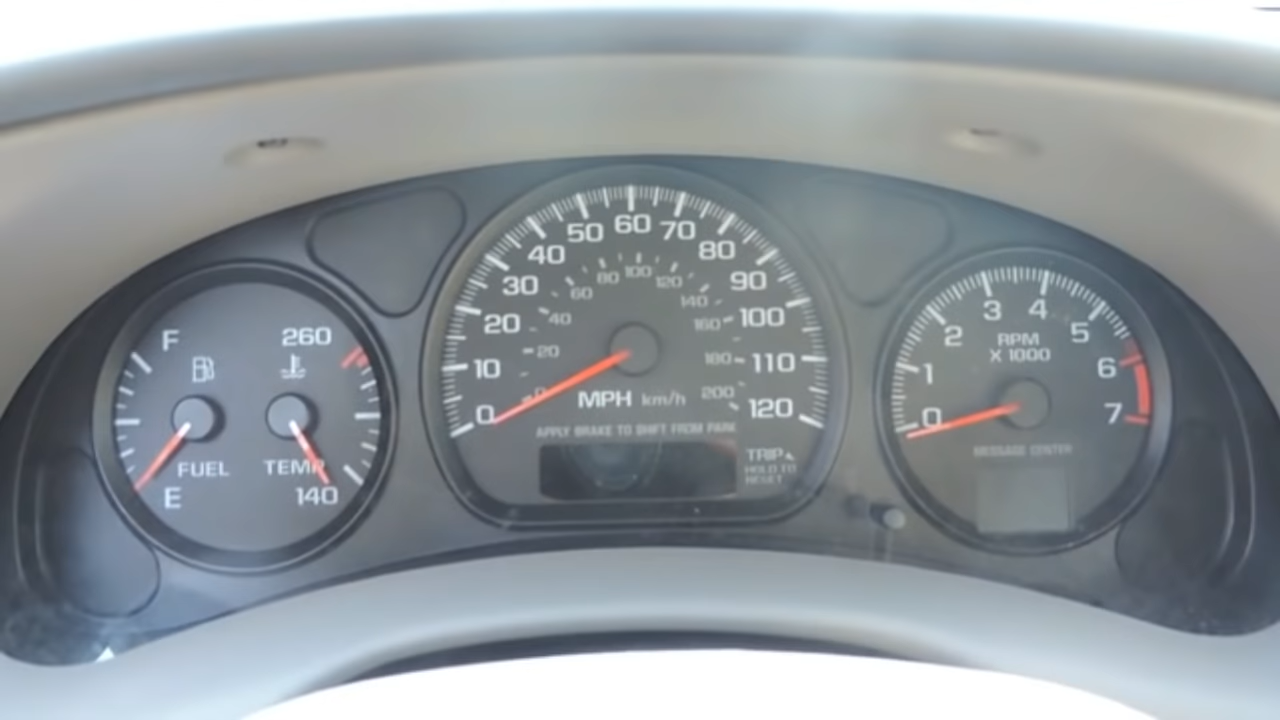 F
260
FUEL
TEMP
E
140
0
10
20
30
40
50
60
70
80
90
100
110
120
0
20
40
60
80
100
120
140
160
180
200
MPH km/h
APPLY BRAKE TO SHIFT FROM PARK
TRIP
HOLD TO
RESET
0
1
2
3
4
5
6
7
RPM
X 1000
MESSAGE CENTER